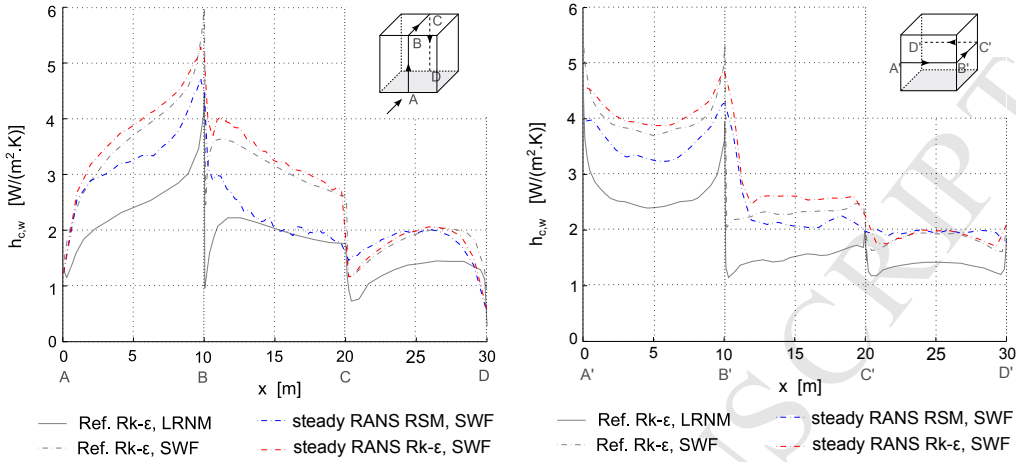 6
5
4
3
2
1
0
h_c,w [W/(m².K)]
0 5 10 15 20 25 30
A B C D
x [m]
A
B
C
D
Ref. Rk-ε, LRNM
Ref. Rk-ε, SWF
steady RANS RSM, SWF
steady RANS Rk-ε, SWF
6
5
4
3
2
1
0
h_c,w [W/(m².K)]
0 5 10 15 20 25 30
A' B' C' D'
x [m]
A'
B'
C'
D'
Ref. Rk-ε, LRNM
Ref. Rk-ε, SWF
steady RANS RSM, SWF
steady RANS Rk-ε, SWF
NUSCRIPT